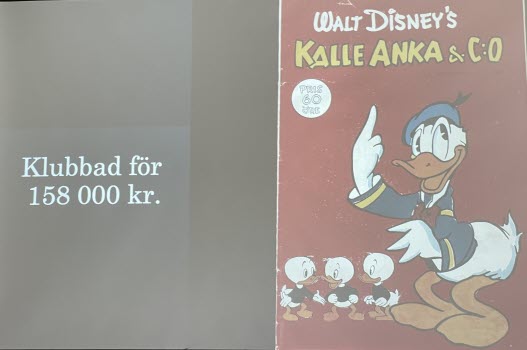 Klubbad för
158 000 kr.
WALT DISNEY'S
KALLE ANKA & C:O
PRIS
60
ÖRE